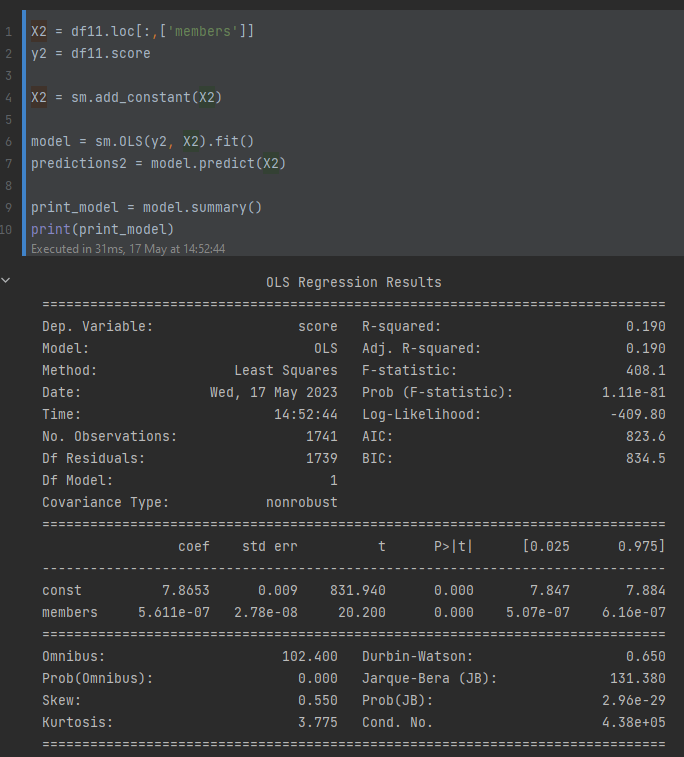 1 X2 = df11.loc[:,['members']]
2 y2 = df11.score
3
4 X2 = sm.add_constant(X2)
5
6 model = sm.OLS(y2, X2).fit()
7 predictions2 = model.predict(X2)
8
9 print_model = model.summary()
10 print(print_model)
Executed in 31ms, 17 May at 14:52:44
OLS Regression Results
==============================================================================
Dep. Variable: score R-squared: 0.190
Model: OLS Adj. R-squared: 0.190
Method: Least Squares F-statistic: 408.1
Date: Wed, 17 May 2023 Prob (F-statistic): 1.11e-81
Time: 14:52:44 Log-Likelihood: -409.80
No. Observations: 1741 AIC: 823.6
Df Residuals: 1739 BIC: 834.5
Df Model: 1
Covariance Type: nonrobust
==============================================================================
coef std err t P>|t| [0.025 0.975]
------------------------------------------------------------------------------
const 7.8653 0.009 831.940 0.000 7.847 7.884
members 5.611e-07 2.78e-08 20.200 0.000 5.07e-07 6.16e-07
==============================================================================
Omnibus: 102.400 Durbin-Watson: 0.650
Prob(Omnibus): 0.000 Jarque-Bera (JB): 131.380
Skew: 0.550 Prob(JB): 2.96e-29
Kurtosis: 3.775 Cond. No. 4.38e+05
==============================================================================